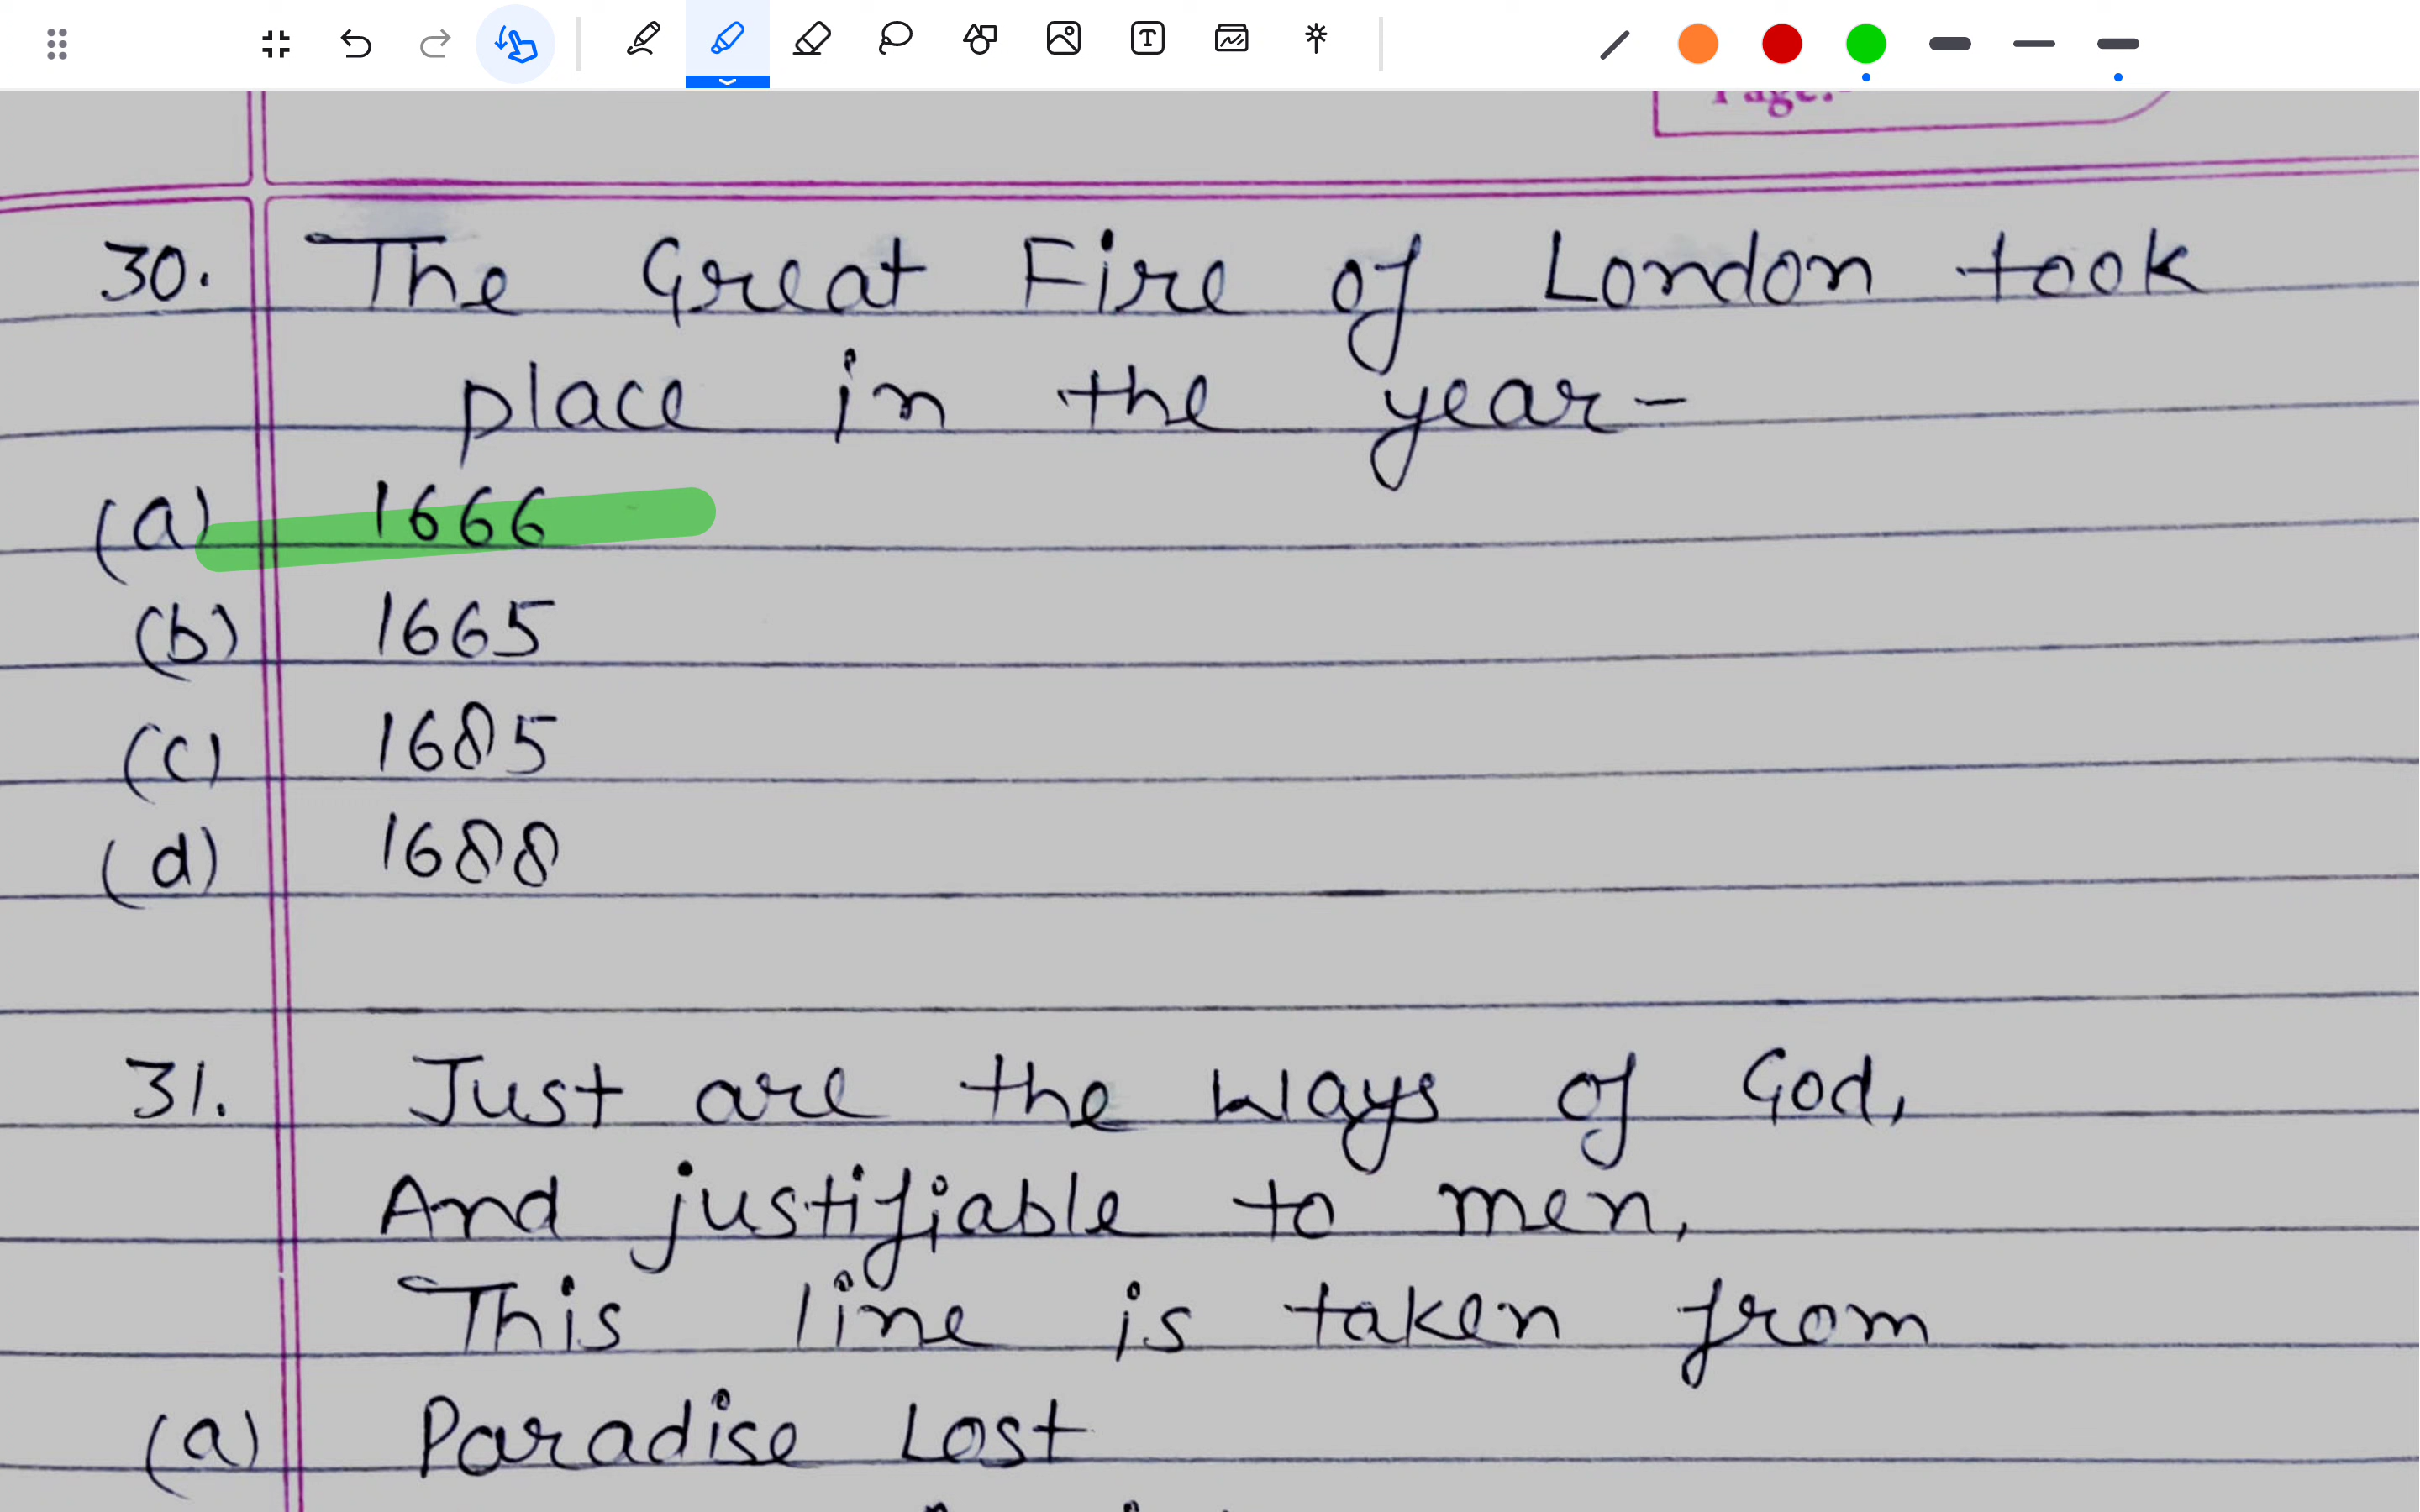 Page:
30. The Great Fire of London took
place in the year-
(a) 1666
(b) 1665
(c) 1685
(d) 1688
31. Just are the ways of God,
And justifiable to men,
This line is taken from
(a) Paradise Lost